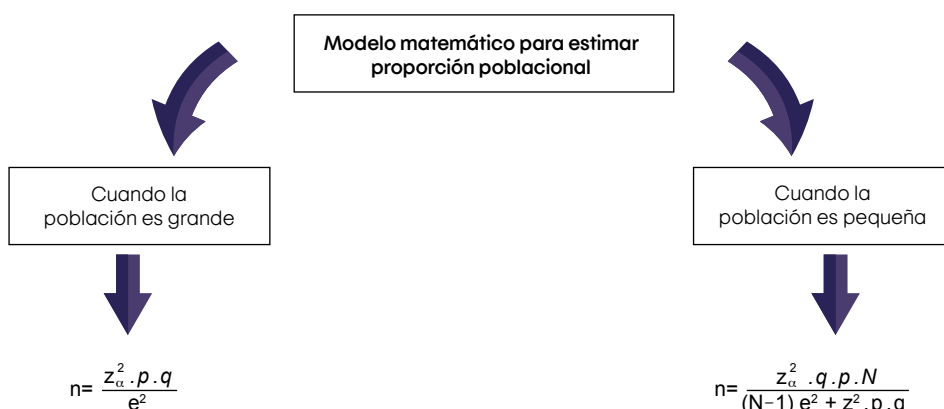 Modelo matemático para estimar
proporción poblacional
Cuando la
población es grande
Cuando la
población es pequeña
n= z²α .p.q / e²
n= z²α .q.p.N / (N-1) e² + z².p.q